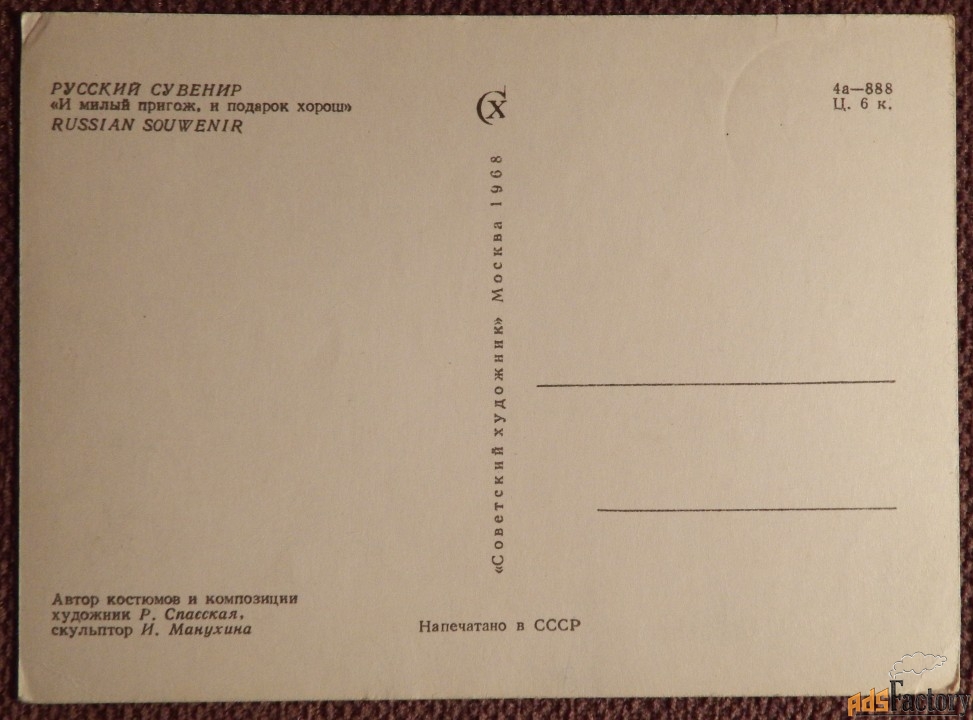 РУССКИЙ СУВЕНИР
«И милый пригож, и подарок хорош»
RUSSIAN SOUWENIR
СХ
4а—888
Ц. 6 к.
«Советский художник» Москва 1968
Автор костюмов и композиции
художник Р. Спасская,
скульптор И. Манухина
Напечатано в СССР
AdsFactory